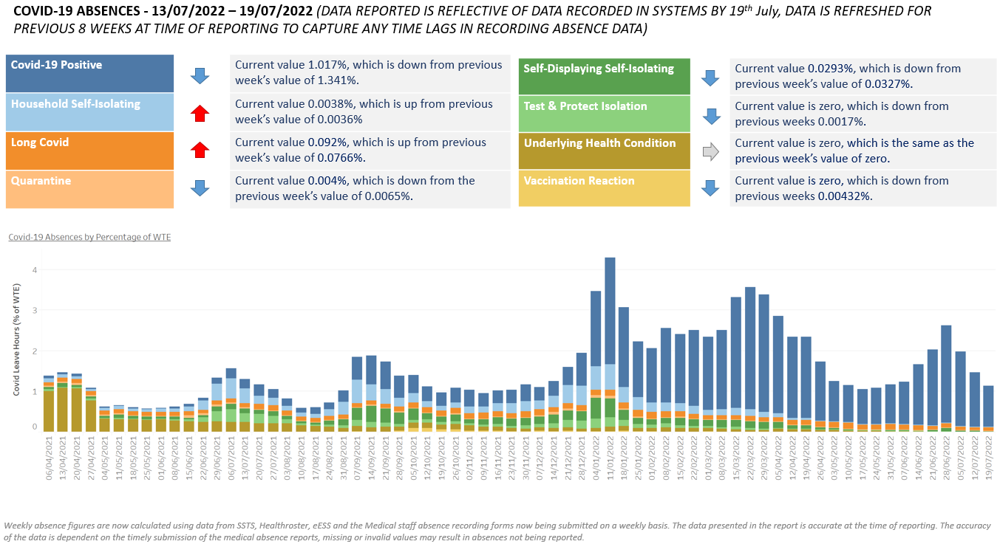 COVID-19 ABSENCES - 13/07/2022 – 19/07/2022 (DATA REPORTED IS REFLECTIVE OF DATA RECORDED IN SYSTEMS BY 19th July, DATA IS REFRESHED FOR
PREVIOUS 8 WEEKS AT TIME OF REPORTING TO CAPTURE ANY TIME LAGS IN RECORDING ABSENCE DATA)
Covid-19 Positive
Current value 1.017%, which is down from previous
week's value of 1.341%.
Household Self-Isolating
Current value 0.0038%, which is up from previous
week's value of 0.0036%
Long Covid
Current value 0.092%, which is up from previous
week's value of 0.0766%.
Quarantine
Current value 0.004%, which is down from the
previous week's value of 0.0065%.
Self-Displaying Self-Isolating
Current value 0.0293%, which is down from
previous week's value of 0.0327%.
Test & Protect Isolation
Current value is zero, which is down from
previous weeks 0.0017%.
Underlying Health Condition
Current value is zero, which is the same as the
previous week's value of zero.
Vaccination Reaction
Current value is zero, which is down from
previous weeks 0.00432%.
Covid-19 Absences by Percentage of WTE
Covid Leave Hours (% of WTE)
4
3
2
1
0
06/04/2021
13/04/2021
20/04/2021
27/04/2021
04/05/2021
11/05/2021
18/05/2021
25/05/2021
01/06/2021
08/06/2021
15/06/2021
22/06/2021
29/06/2021
06/07/2021
13/07/2021
20/07/2021
27/07/2021
03/08/2021
10/08/2021
17/08/2021
24/08/2021
31/08/2021
07/09/2021
14/09/2021
21/09/2021
28/09/2021
05/10/2021
12/10/2021
19/10/2021
26/10/2021
02/11/2021
09/11/2021
16/11/2021
23/11/2021
30/11/2021
07/12/2021
14/12/2021
21/12/2021
28/12/2021
04/01/2022
11/01/2022
18/01/2022
25/01/2022
01/02/2022
08/02/2022
15/02/2022
22/02/2022
01/03/2022
08/03/2022
15/03/2022
22/03/2022
29/03/2022
05/04/2022
12/04/2022
19/04/2022
26/04/2022
03/05/2022
10/05/2022
17/05/2022
24/05/2022
31/05/2022
07/06/2022
14/06/2022
21/06/2022
28/06/2022
05/07/2022
12/07/2022
19/07/2022
Weekly absence figures are now calculated using data from SSTS, Healthroster, eESS and the Medical staff absence recording forms now being submitted on a weekly basis. The data presented in the report is accurate at the time of reporting. The accuracy
of the data is dependent on the timely submission of the medical absence reports, missing or invalid values may result in absences not being reported.